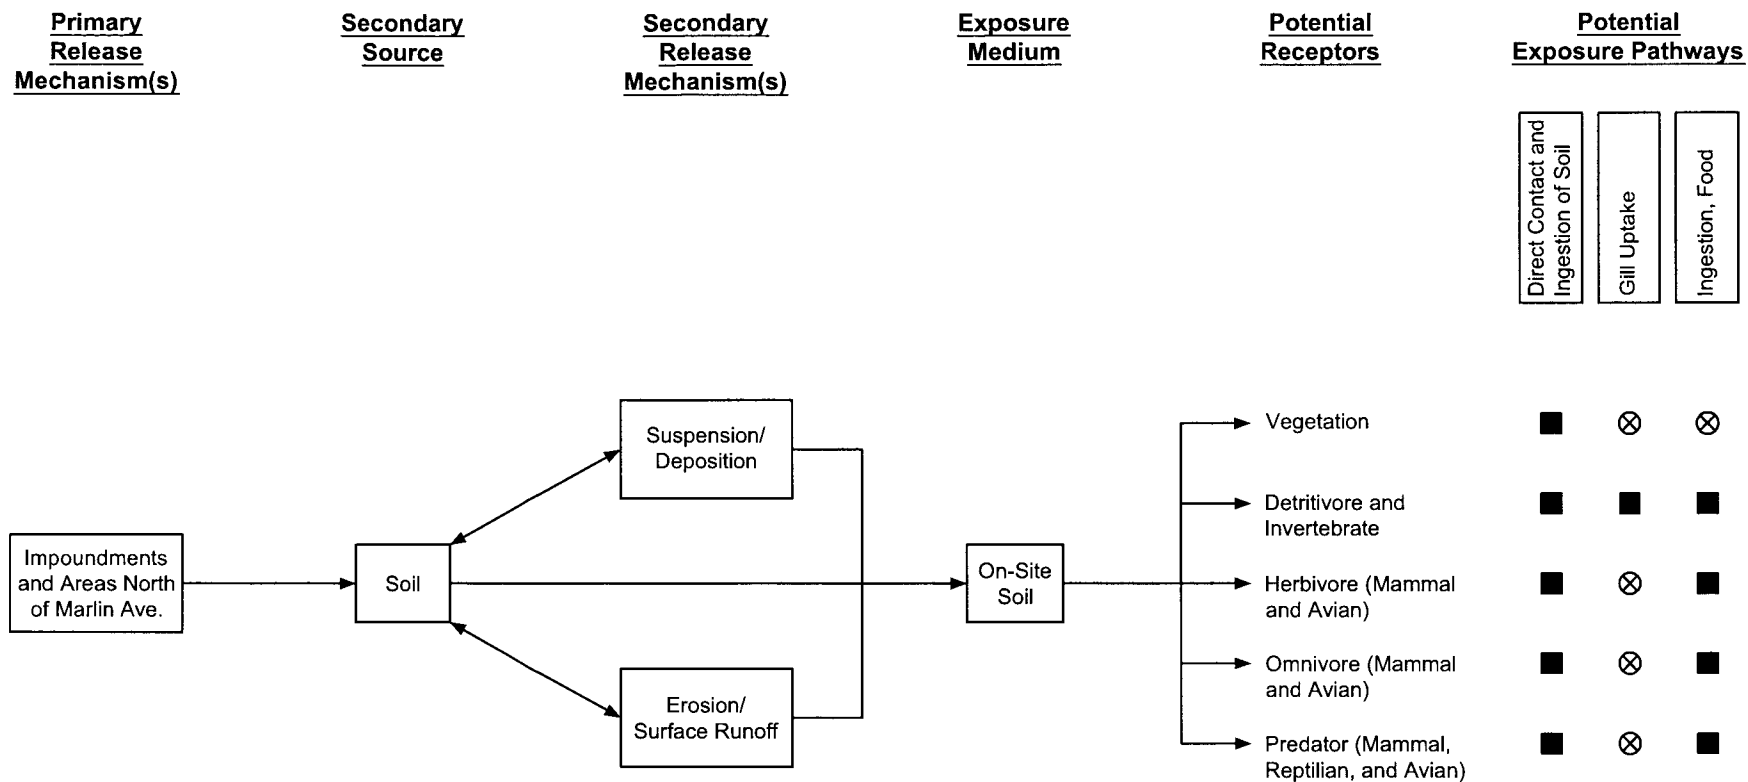 Primary
Release
Mechanism(s)
Secondary
Source
Secondary
Release
Mechanism(s)
Exposure
Medium
Potential
Receptors
Potential
Exposure Pathways
Direct Contact and
Ingestion of Soil
Gill Uptake
Ingestion, Food
Impoundments
and Areas North
of Marlin Ave.
Soil
Suspension/
Deposition
Erosion/
Surface Runoff
On-Site
Soil
Vegetation
Detritivore and
Invertebrate
Herbivore (Mammal
and Avian)
Omnivore (Mammal
and Avian)
Predator (Mammal,
Reptilian, and Avian)